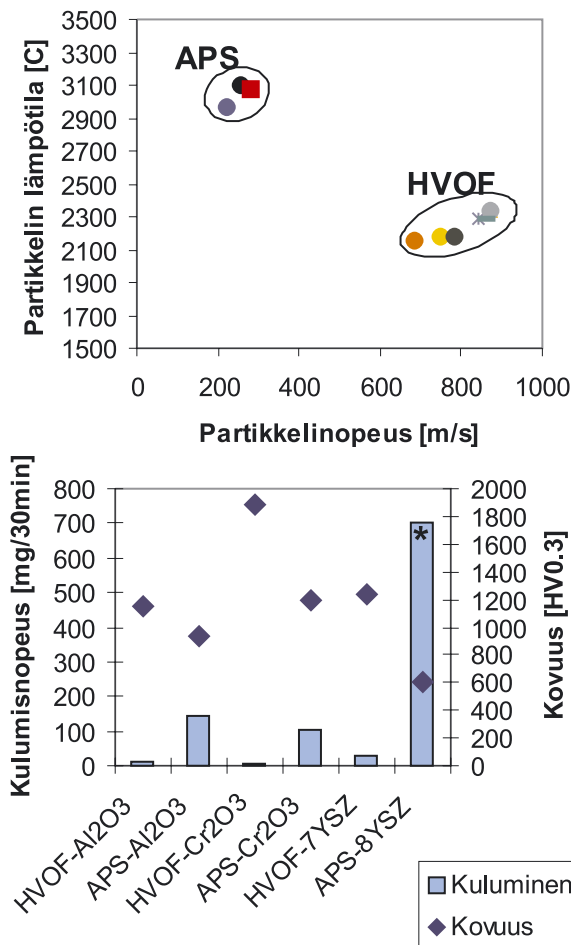 Partikkelin lämpötila [C]
3500
3300
3100
2900
2700
2500
2300
2100
1900
1700
1500
APS
HVOF
0 200 400 600 800 1000
Partikkelinopeus [m/s]
Kulumisnopeus [mg/30min]
800
700
600
500
400
300
200
100
0
*
2000
1800
1600
1400
1200
1000
800
600
400
200
0
Kovuus [HV0.3]
HVOF-Al2O3
APS-Al2O3
HVOF-Cr2O3
APS-Cr2O3
HVOF-7YSZ
APS-8YSZ
Kuluminen
Kovuus